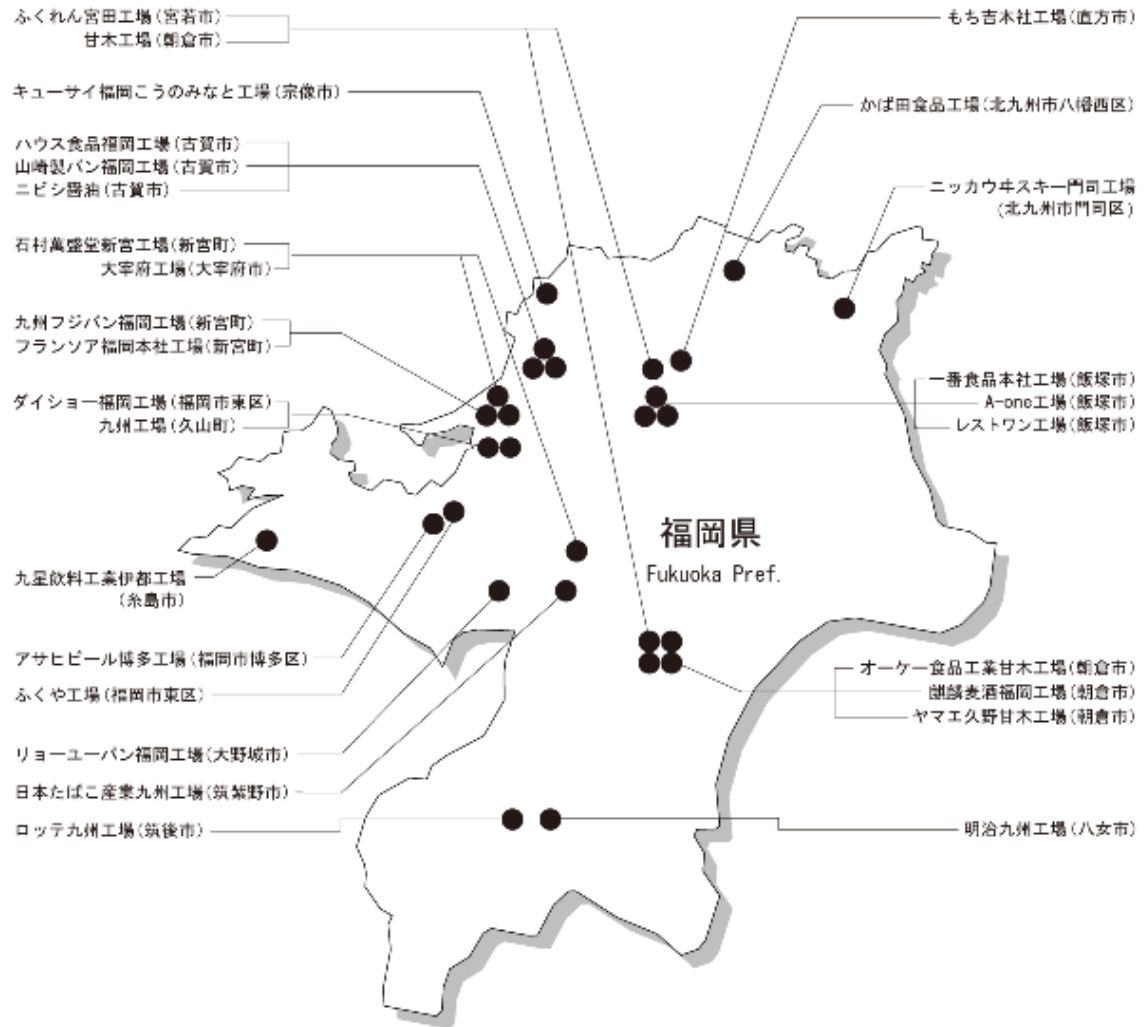 ふくれん宮田工場(宮若市)
甘木工場(朝倉市)
キューサイ福岡こうのみなと工場(宗像市)
ハウス食品福岡工場(古賀市)
山崎製パン福岡工場(古賀市)
ニビシ醤油(古賀市)
石村萬盛堂新宮工場(新宮町)
大宰府工場(大宰府市)
九州フジパン福岡工場(新宮町)
フランソア福岡本社工場(新宮町)
ダイショー福岡工場(福岡市東区)
九州工場(久山町)
九星飲料工業伊都工場
(糸島市)
アサヒビール博多工場(福岡市博多区)
ふくや工場(福岡市東区)
リョーユーパン福岡工場(大野城市)
日本たばこ産業九州工場(筑紫野市)
ロッテ九州工場(筑後市)
福岡県
Fukuoka Pref.
もち吉本社工場(直方市)
かば田食品工場(北九州市八幡西区)
ニッカウヰスキー門司工場
(北九州市門司区)
一番食品本社工場(飯塚市)
A-one工場(飯塚市)
レストワン工場(飯塚市)
オーケー食品工業甘木工場(朝倉市)
麒麟麦酒福岡工場(朝倉市)
ヤマエ久野甘木工場(朝倉市)
明治九州工場(八女市)